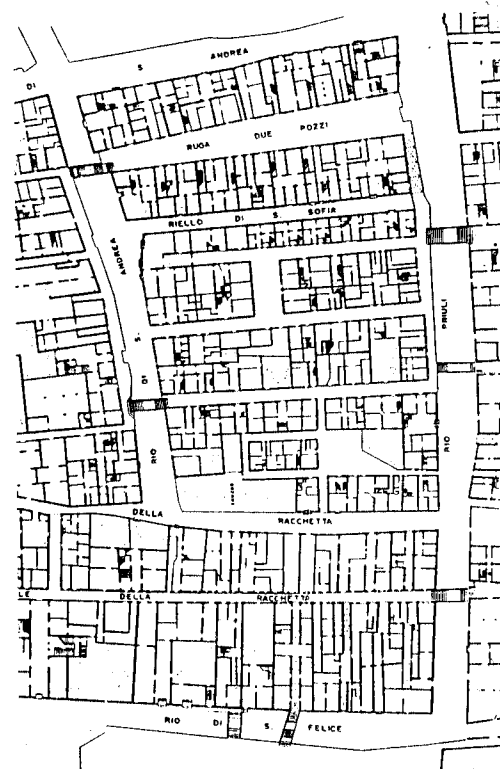 S. ANDREA
DI
RUGA DUE POZZI
RIELLO DI S. SOFIA
ANDREA
S.
DI
RIO
PRIULI
RIO
DELLA RACCHETTA
LE DELLA RACCHETTA
RIO DI S. FELICE